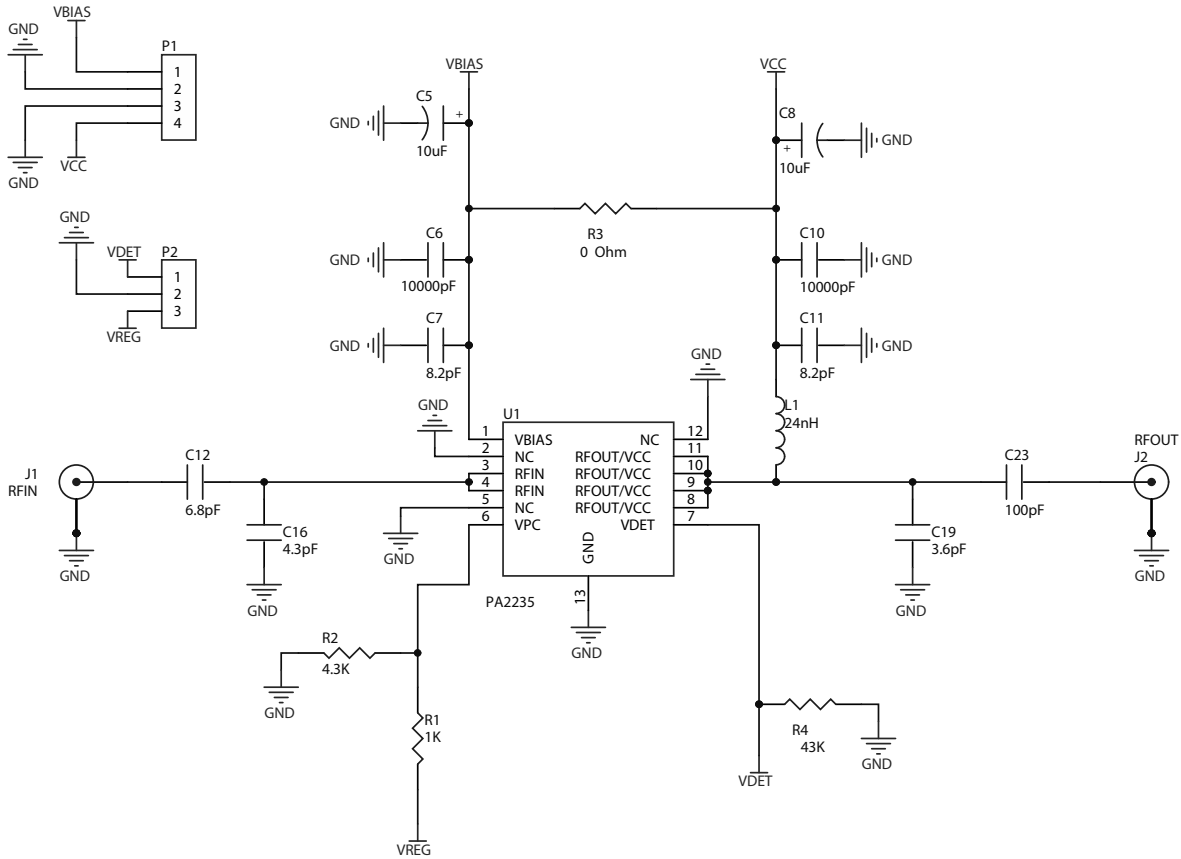 VBIAS
GND
P1
1
2
3
4
VCC
GND
GND
VDET
P2
1
2
3
VREG
VBIAS
C5
+
GND
10uF
VCC
C8
+
GND
10uF
R3
0 Ohm
C6
GND
10000pF
C10
GND
10000pF
C7
GND
8.2pF
C11
GND
8.2pF
GND
L1
24nH
GND
U1
1 VBIAS
2 NC
3 RFIN
4 RFIN
5 NC
6 VPC
NC 12
RFOUT/VCC 11
RFOUT/VCC 10
RFOUT/VCC 9
RFOUT/VCC 8
VDET 7
GND
13
PA2235
GND
J1
RFIN
GND
C12
6.8pF
C16
4.3pF
GND
GND
C23
100pF
RFOUT
J2
GND
C19
3.6pF
GND
R2
4.3K
GND
R1
1K
VREG
R4
43K
GND
VDET